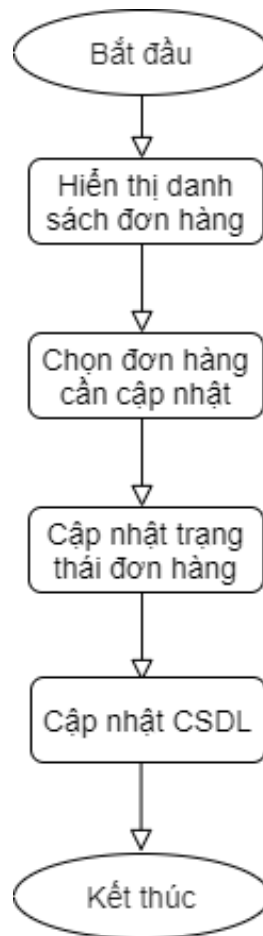 Bắt đầu
Hiển thị danh
sách đơn hàng
Chọn đơn hàng
cần cập nhật
Cập nhật trạng
thái đơn hàng
Cập nhật CSDL
Kết thúc